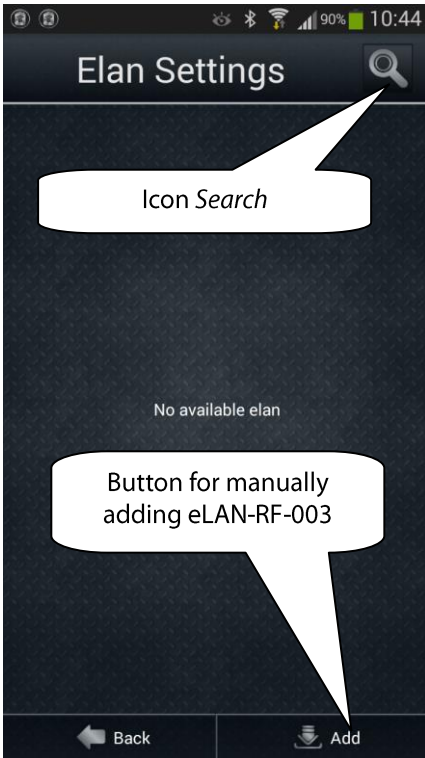 90% 10:44
Elan Settings
Icon Search
No available elan
Button for manually
adding eLAN-RF-003
Back
Add